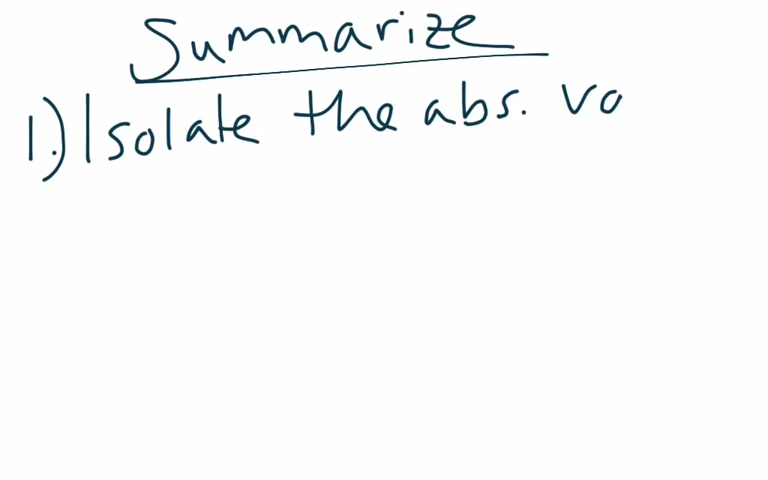 Summarize
1.) Isolate the abs. va